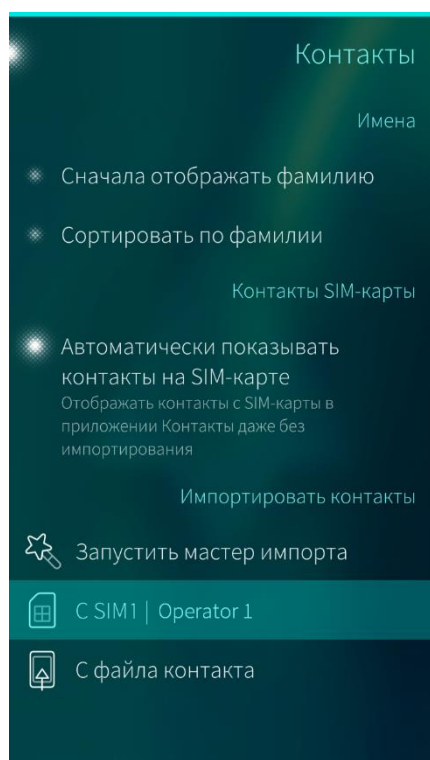 Контакты
Имена
Сначала отображать фамилию
Сортировать по фамилии
Контакты SIM-карты
Автоматически показывать
контакты на SIM-карте
Отображать контакты с SIM-карты в
приложении Контакты даже без
импортирования
Импортировать контакты
Запустить мастер импорта
С SIM1 | Operator 1
С файла контакта